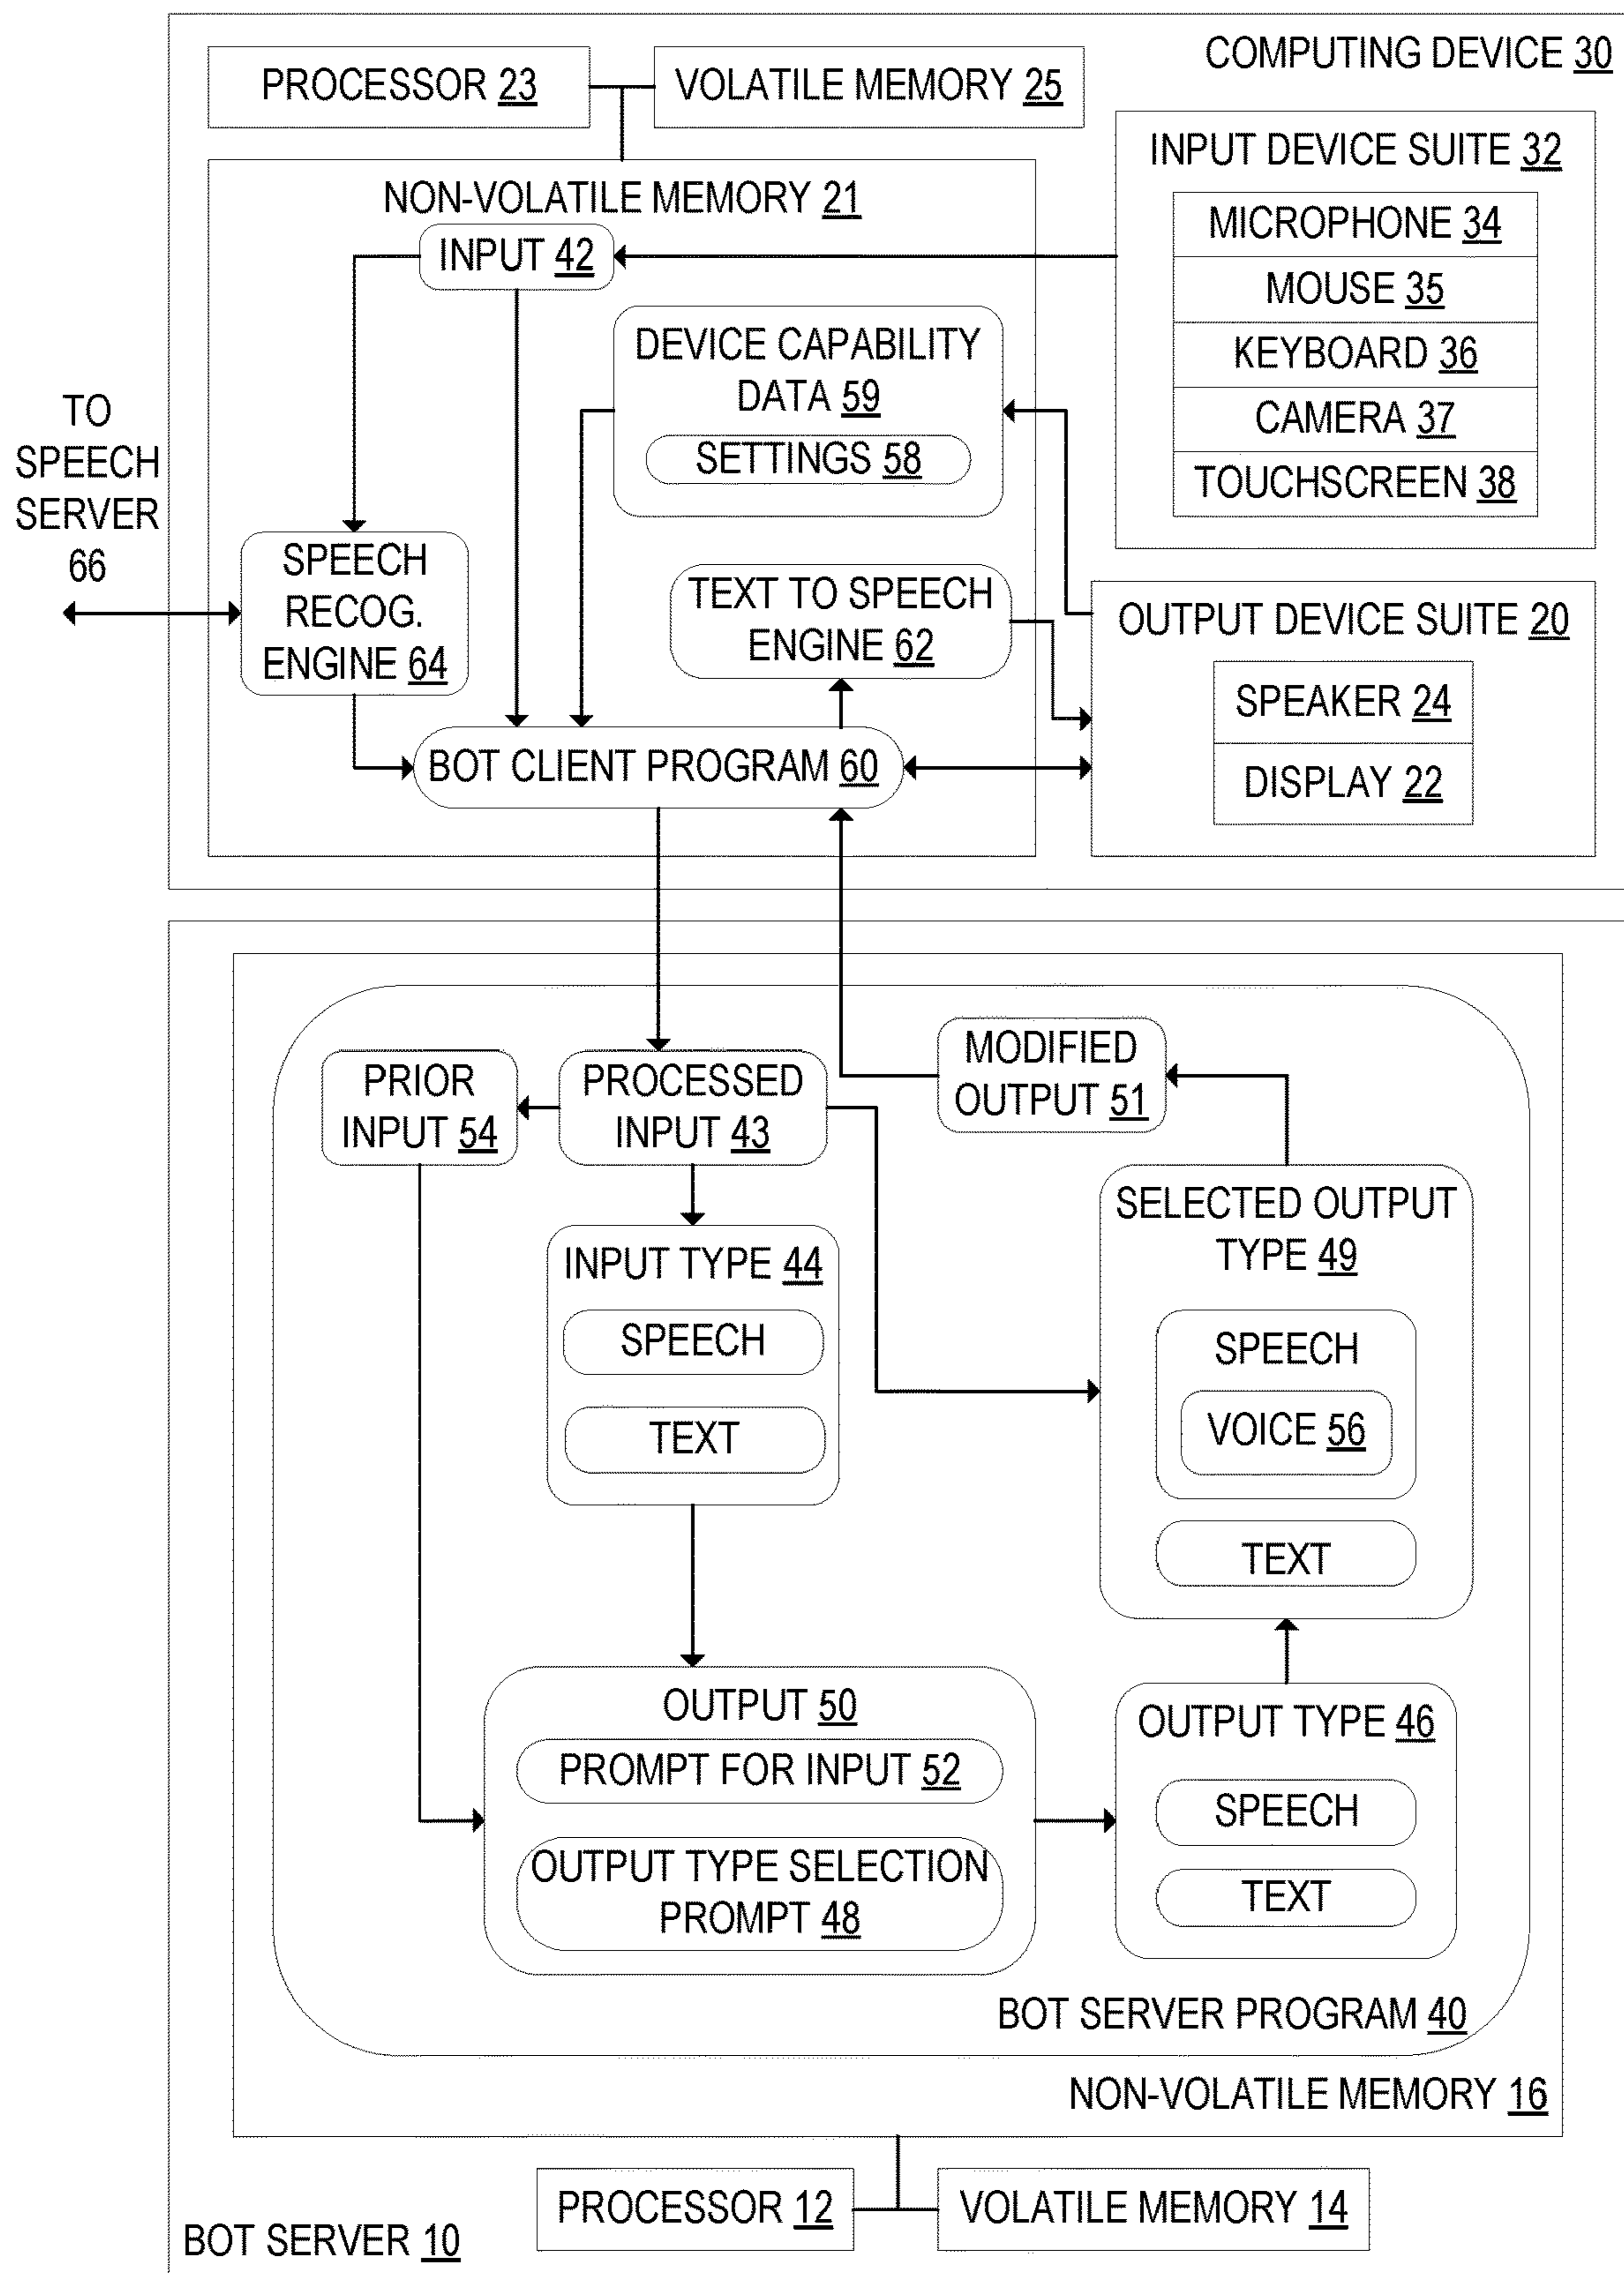 COMPUTING DEVICE 30
PROCESSOR 23
VOLATILE MEMORY 25
INPUT DEVICE SUITE 32
MICROPHONE 34
MOUSE 35
KEYBOARD 36
CAMERA 37
TOUCHSCREEN 38
NON-VOLATILE MEMORY 21
INPUT 42
DEVICE CAPABILITY
DATA 59
SETTINGS 58
TO
SPEECH
SERVER
66
SPEECH
RECOG.
ENGINE 64
TEXT TO SPEECH
ENGINE 62
OUTPUT DEVICE SUITE 20
SPEAKER 24
DISPLAY 22
BOT CLIENT PROGRAM 60
PRIOR
INPUT 54
PROCESSED
INPUT 43
MODIFIED
OUTPUT 51
INPUT TYPE 44
SPEECH
TEXT
SELECTED OUTPUT
TYPE 49
SPEECH
VOICE 56
TEXT
OUTPUT 50
PROMPT FOR INPUT 52
OUTPUT TYPE SELECTION
PROMPT 48
OUTPUT TYPE 46
SPEECH
TEXT
BOT SERVER PROGRAM 40
NON-VOLATILE MEMORY 16
PROCESSOR 12
VOLATILE MEMORY 14
BOT SERVER 10